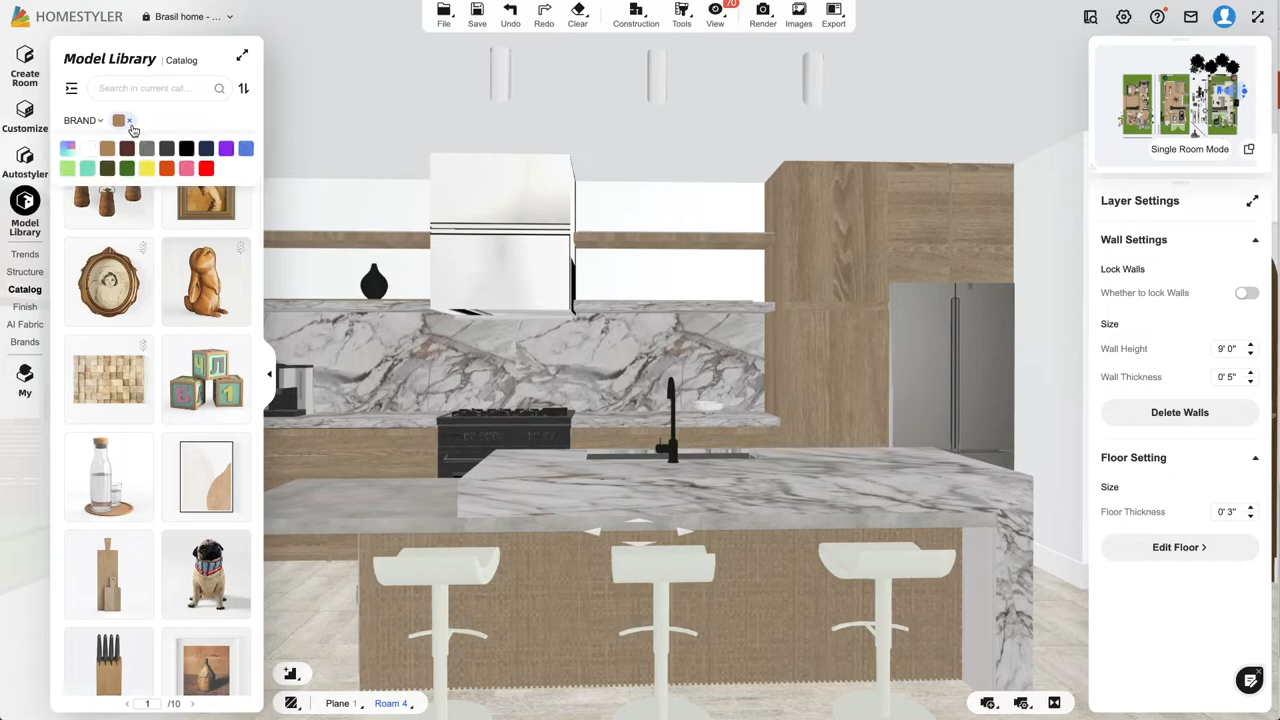 HOMESTYLER
Brasil home - ...
File
Save
Undo
Redo
Clear
Construction
Tools
View
70
Render
Images
Export
Create
Room
Customize
Autostyler
Model
Library
Trends
Structure
Catalog
Finish
AI Fabric
Brands
My
Model Library | Catalog
Search in current cat...
BRAND
1 /10
Plane 1
Roam 4
Single Room Mode
Layer Settings
Wall Settings
Lock Walls
Whether to lock Walls
Size
Wall Height 9' 0"
Wall Thickness 0' 5"
Delete Walls
Floor Setting
Size
Floor Thickness 0' 3"
Edit Floor >